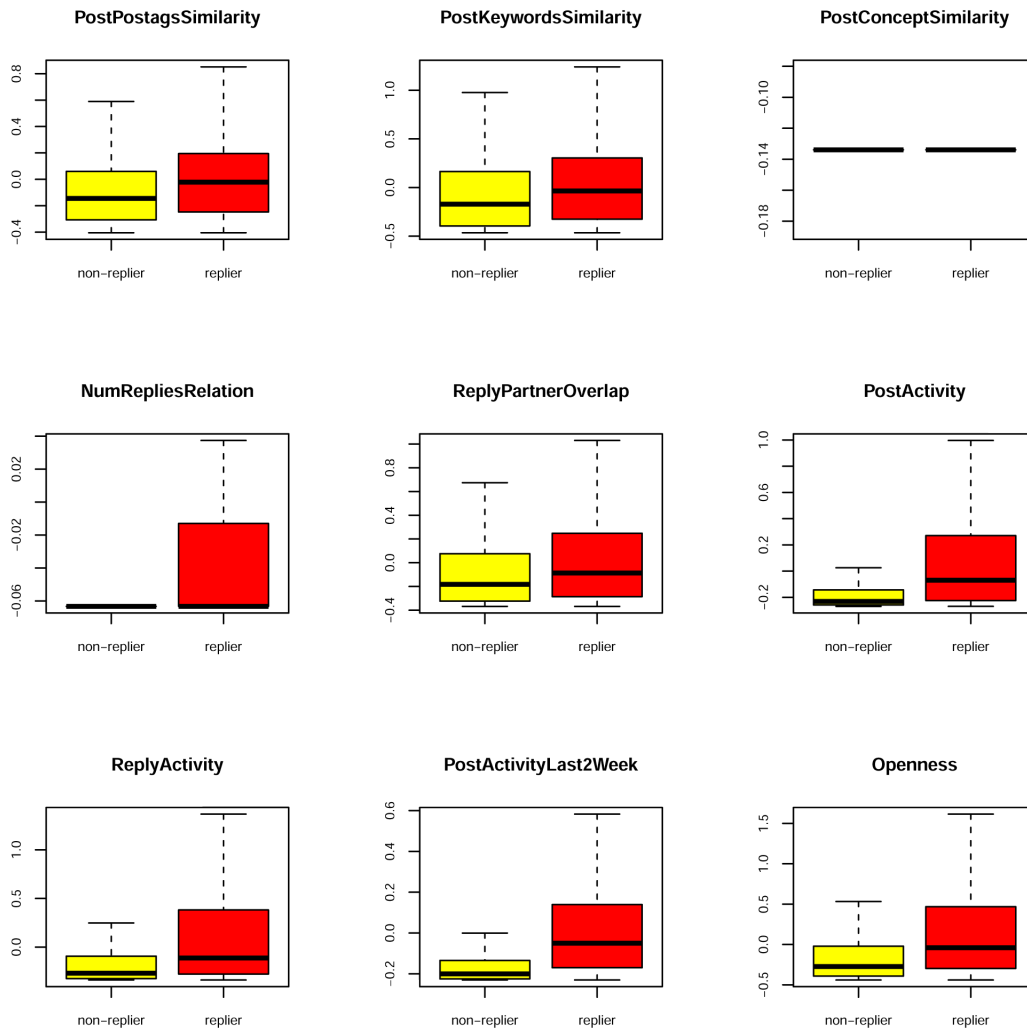 PostPostagsSimilarity
0.8
0.4
0.0
−0.4
non−replier replier
PostKeywordsSimilarity
1.0
0.5
0.0
−0.5
non−replier replier
PostConceptSimilarity
−0.10
−0.14
−0.18
non−replier replier
NumRepliesRelation
0.02
−0.02
−0.06
non−replier replier
ReplyPartnerOverlap
0.8
0.4
0.0
−0.4
non−replier replier
PostActivity
1.0
0.6
0.2
−0.2
non−replier replier
ReplyActivity
1.0
0.5
0.0
non−replier replier
PostActivityLast2Week
0.6
0.4
0.2
0.0
−0.2
non−replier replier
Openness
1.5
1.0
0.5
0.0
−0.5
non−replier replier